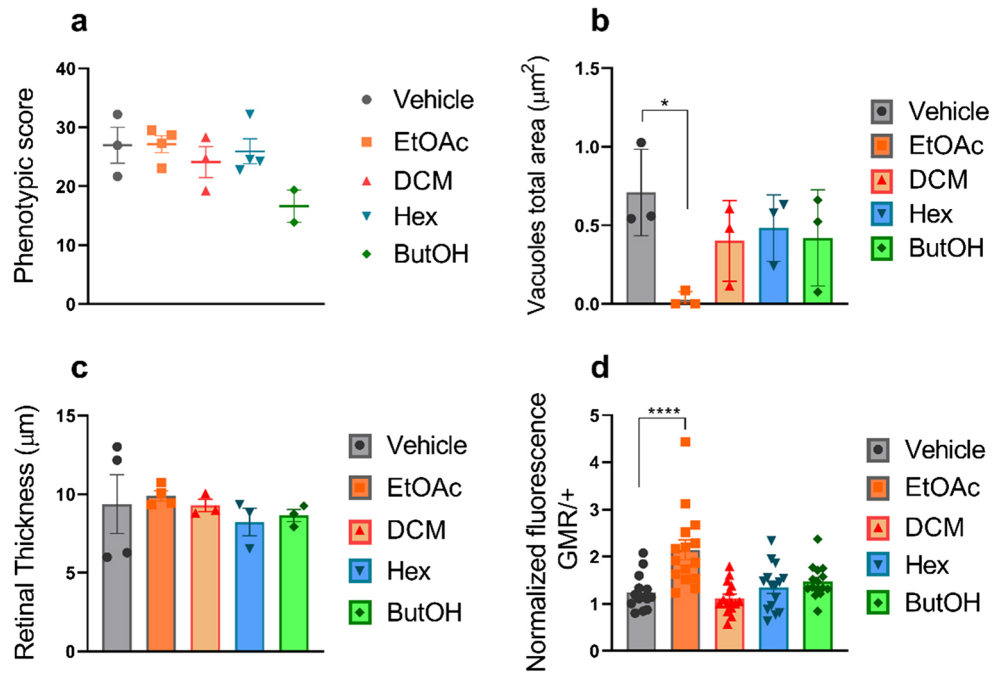 a
Phenotypic score
40
30
20
10
0
Vehicle
EtOAc
DCM
Hex
ButOH
b
Vacuoles total area (μm²)
1.5
1.0
0.5
0.0
*
Vehicle
EtOAc
DCM
Hex
ButOH
c
Retinal Thickness (μm)
15
10
5
0
Vehicle
EtOAc
DCM
Hex
ButOH
d
Normalized fluorescence
GMR/+
5
4
3
2
1
0
****
Vehicle
EtOAc
DCM
Hex
ButOH